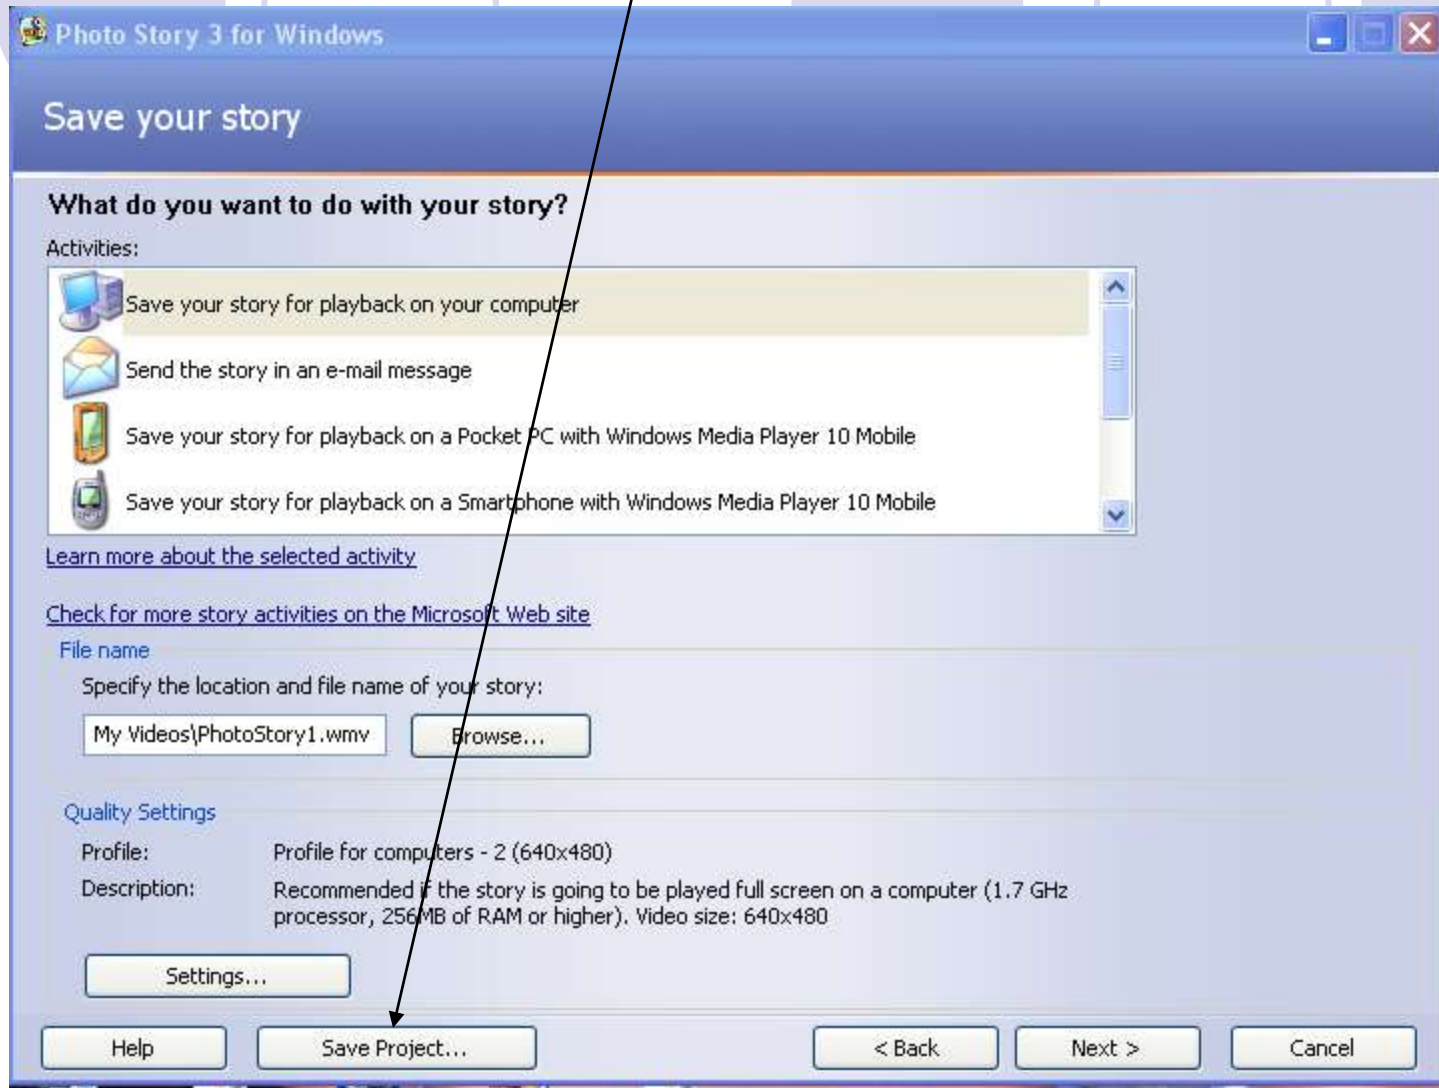 Photo Story 3 for Windows
Save your story
What do you want to do with your story?
Activities:
Save your story for playback on your computer
Send the story in an e-mail message
Save your story for playback on a Pocket PC with Windows Media Player 10 Mobile
Save your story for playback on a Smartphone with Windows Media Player 10 Mobile
Learn more about the selected activity
Check for more story activities on the Microsoft Web site
File name
Specify the location and file name of your story:
My Videos\PhotoStory1.wmv
Browse...
Quality Settings
Profile: Profile for computers - 2 (640x480)
Description: Recommended if the story is going to be played full screen on a computer (1.7 GHz
processor, 256MB of RAM or higher). Video size: 640x480
Settings...
Help Save Project... < Back Next > Cancel